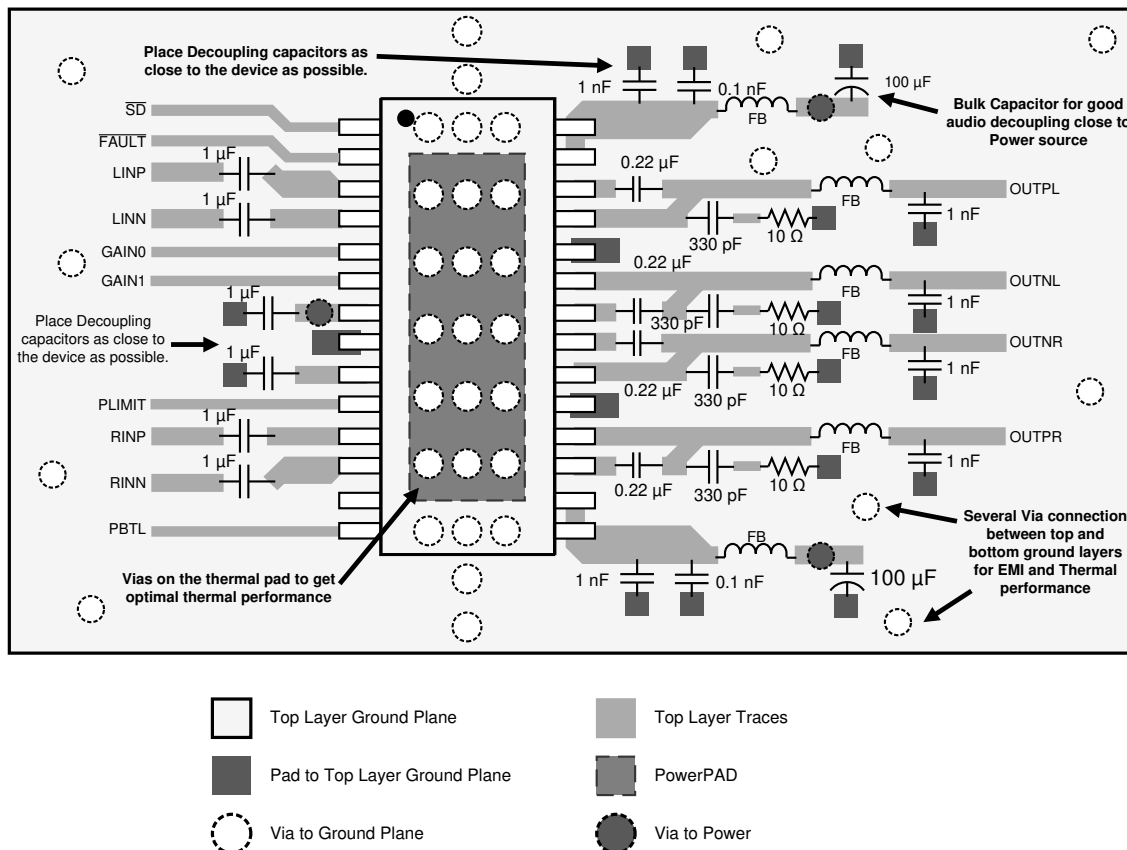 Place Decoupling capacitors as
close to the device as possible.
1 nF
0.1 nF
FB
100 µF
Bulk Capacitor for good
audio decoupling close to
Power source
SD
FAULT
1 µF
LINP
1 µF
LINN
GAIN0
GAIN1
1 µF
Place Decoupling
capacitors as close to
the device as possible.
1 µF
PLIMIT
1 µF
RINP
1 µF
RINN
PBTL
0.22 µF
FB
OUTPL
1 nF
330 pF
10 Ω
0.22 µF
FB
OUTNL
1 nF
330 pF
10 Ω
FB
OUTNR
1 nF
0.22 µF
330 pF
10 Ω
FB
OUTPR
1 nF
0.22 µF
330 pF
10 Ω
FB
1 nF
0.1 nF
100 µF
Several Via connection
between top and
bottom ground layers
for EMI and Thermal
performance
Vias on the thermal pad to get
optimal thermal performance
Top Layer Ground Plane
Top Layer Traces
Pad to Top Layer Ground Plane
PowerPAD
Via to Ground Plane
Via to Power